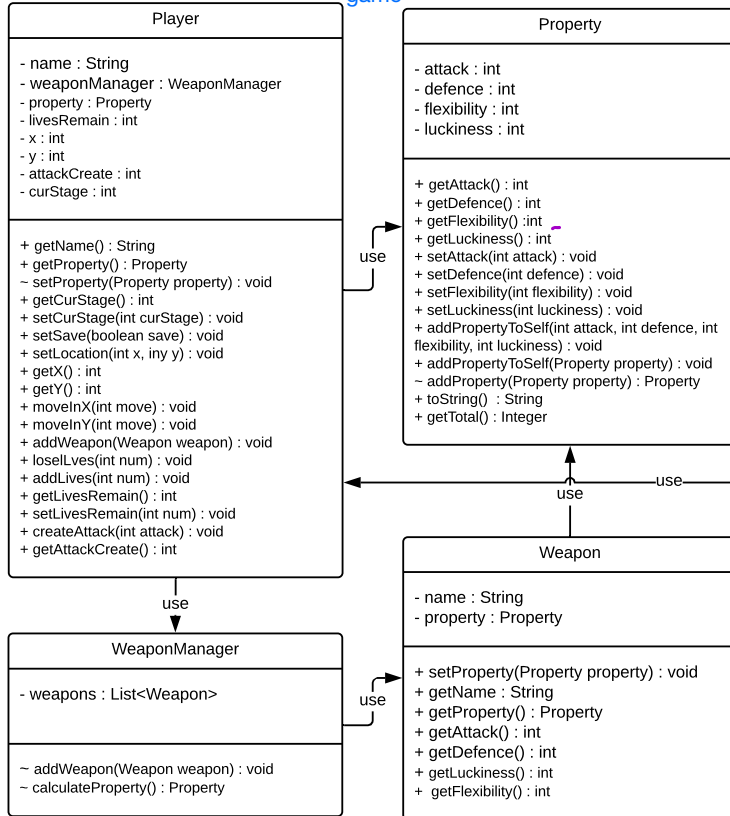 game
Player
- name : String
- weaponManager : WeaponManager
- property : Property
- livesRemain : int
- x : int
- y : int
- attackCreate : int
- curStage : int
+ getName() : String
+ getProperty() : Property
~ setProperty(Property property) : void
+ getCurStage() : int
+ setCurStage(int curStage) : void
+ setSave(boolean save) : void
+ setLocation(int x, iny y) : void
+ getX() : int
+ getY() : int
+ moveInX(int move) : void
+ moveInY(int move) : void
+ addWeapon(Weapon weapon) : void
+ loselLves(int num) : void
+ addLives(int num) : void
+ getLivesRemain() : int
+ setLivesRemain(int num) : void
+ createAttack(int attack) : void
+ getAttackCreate() : int
use
Property
- attack : int
- defence : int
- flexibility : int
- luckiness : int
+ getAttack() : int
+ getDefence() : int
+ getFlexibility() :int
+ getLuckiness() : int
+ setAttack(int attack) : void
+ setDefence(int defence) : void
+ setFlexibility(int flexibility) : void
+ setLuckiness(int luckiness) : void
+ addPropertyToSelf(int attack, int defence, int
flexibility, int luckiness) : void
+ addPropertyToSelf(Property property) : void
~ addProperty(Property property) : Property
+ toString() : String
+ getTotal() : Integer
use
use
use
WeaponManager
- weapons : List<Weapon>
~ addWeapon(Weapon weapon) : void
~ calculateProperty() : Property
use
Weapon
- name : String
- property : Property
+ setProperty(Property property) : void
+ getName : String
+ getProperty() : Property
+ getAttack() : int
+ getDefence() : int
+ getLuckiness() : int
+ getFlexibility() : int